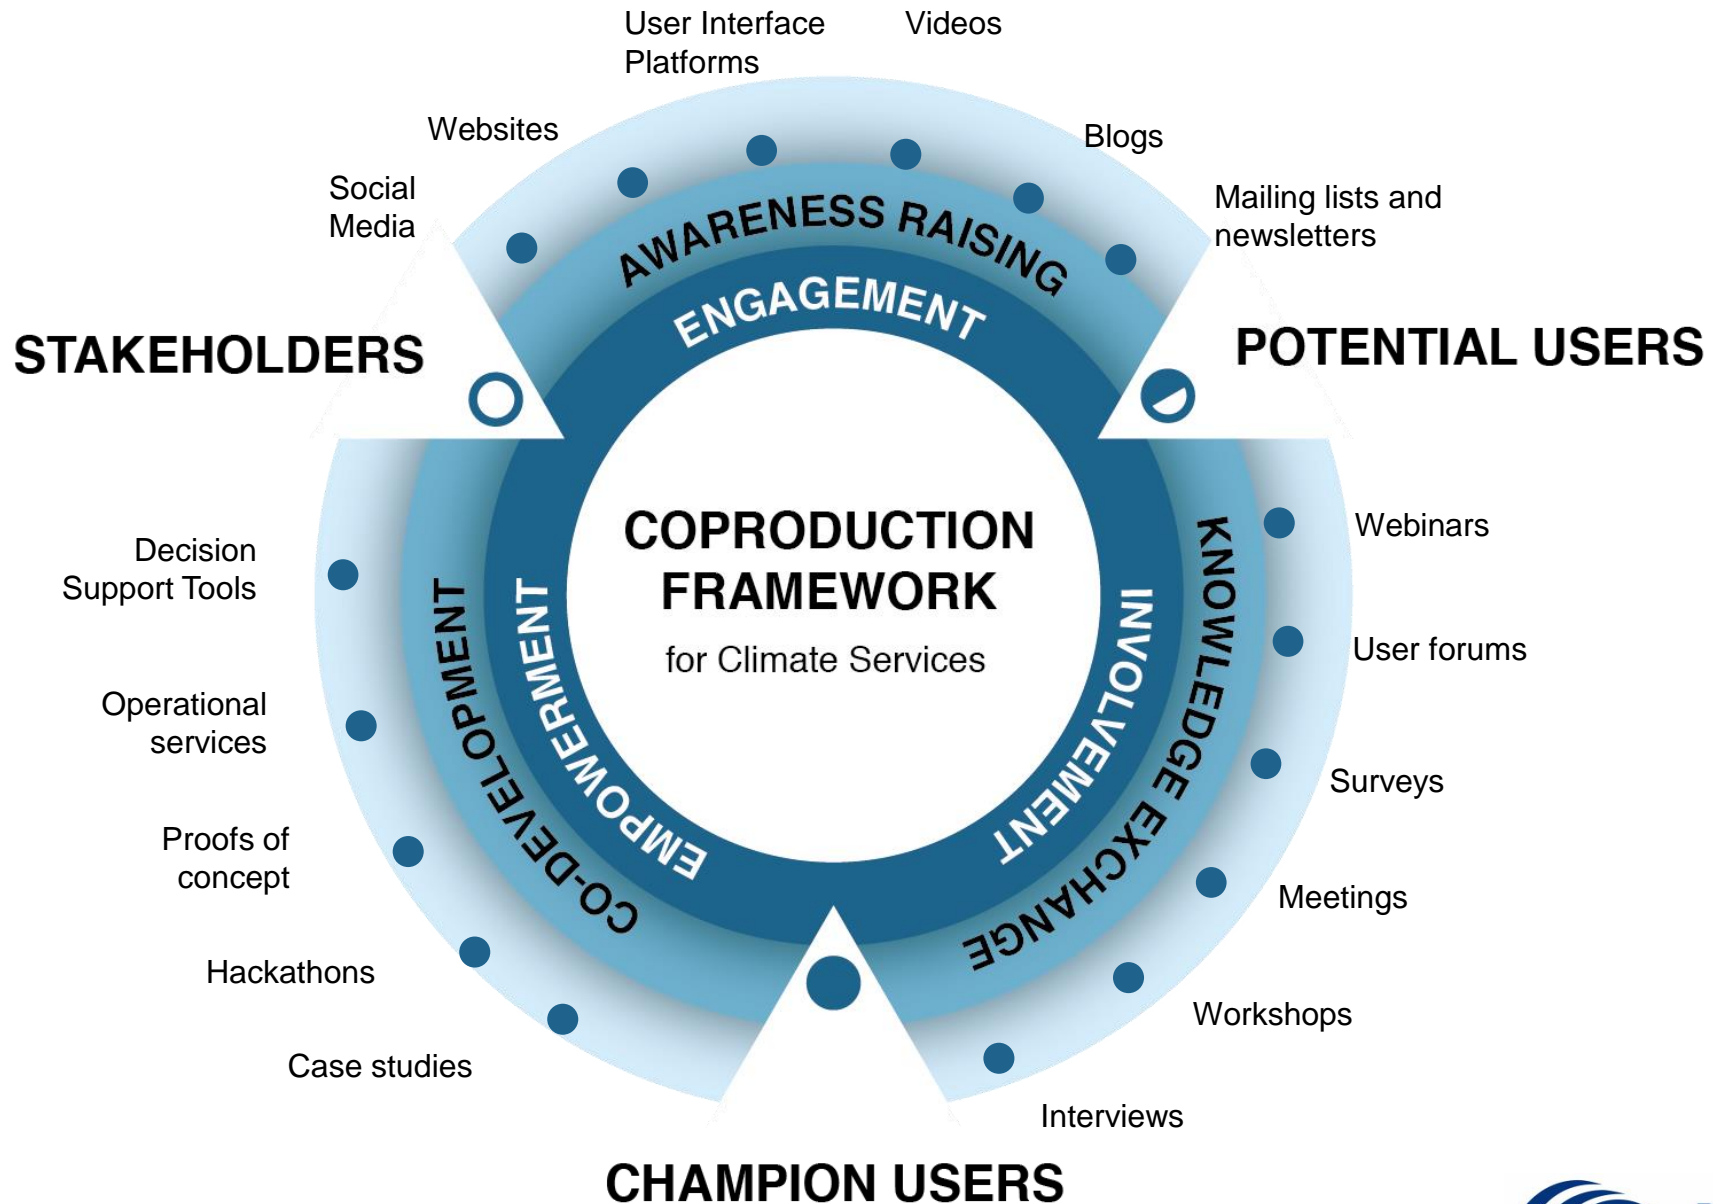 User Interface
Platforms
Videos
Websites
Blogs
Social
Media
Mailing lists and
newsletters
AWARENESS RAISING
ENGAGEMENT
STAKEHOLDERS
POTENTIAL USERS
COPRODUCTION
FRAMEWORK
for Climate Services
Decision
Support Tools
Operational
services
Proofs of
concept
Hackathons
Case studies
CO-DEVELOPMENT
EMPOWERMENT
INVOLVEMENT
KNOWLEDGE EXCHANGE
Webinars
User forums
Surveys
Meetings
Workshops
Interviews
CHAMPION USERS